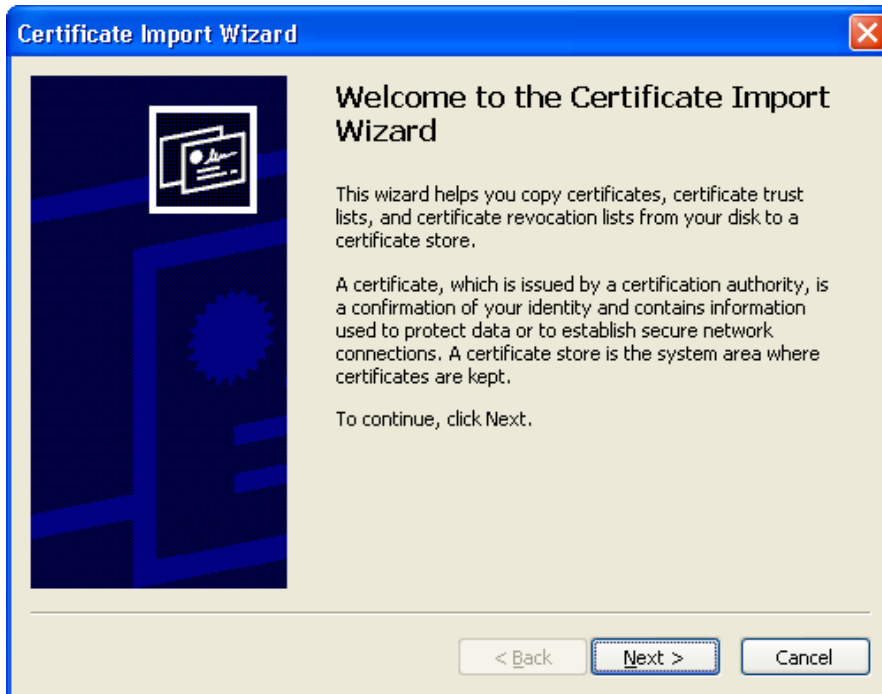 Certificate Import Wizard
Welcome to the Certificate Import
Wizard
This wizard helps you copy certificates, certificate trust
lists, and certificate revocation lists from your disk to a
certificate store.
A certificate, which is issued by a certification authority, is
a confirmation of your identity and contains information
used to protect data or to establish secure network
connections. A certificate store is the system area where
certificates are kept.
To continue, click Next.
< Back
Next >
Cancel